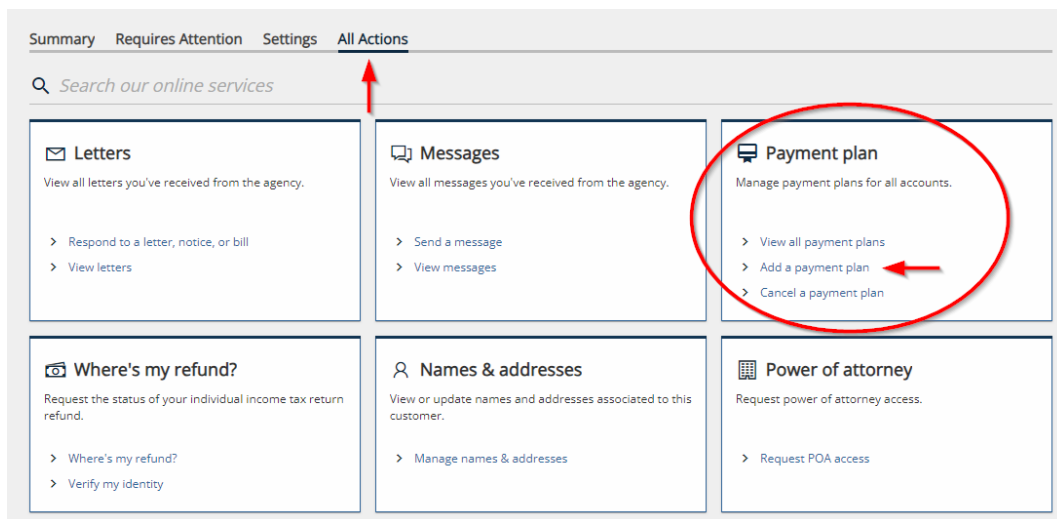 Summary Requires Attention Settings All Actions
Search our online services
Letters
View all letters you've received from the agency.
Respond to a letter, notice, or bill
View letters
Messages
View all messages you've received from the agency.
Send a message
View messages
Payment plan
Manage payment plans for all accounts.
View all payment plans
Add a payment plan
Cancel a payment plan
Where's my refund?
Request the status of your individual income tax return
refund.
Where's my refund?
Verify my identity
Names & addresses
View or update names and addresses associated to this
customer.
Manage names & addresses
Power of attorney
Request power of attorney access.
Request POA access